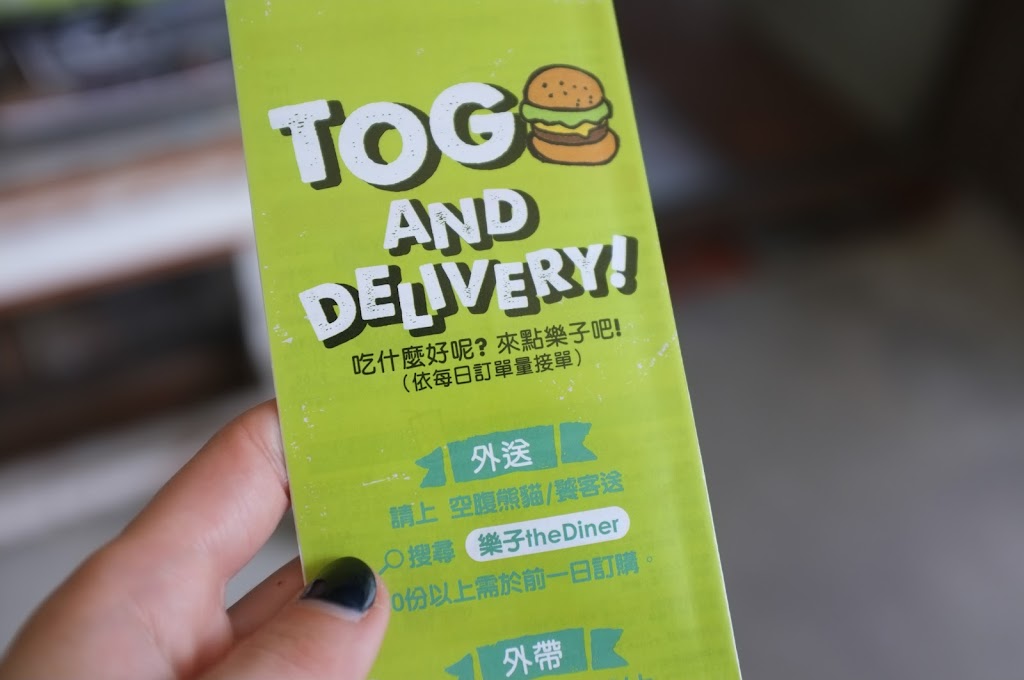 TOG
AND
DELIVERY!
吃什麼好呢? 來點樂子吧!
(依每日訂單量接單)
外送
請上 空腹熊貓/饕客送
搜尋 樂子theDiner
0份以上需於前一日訂購。
外帶